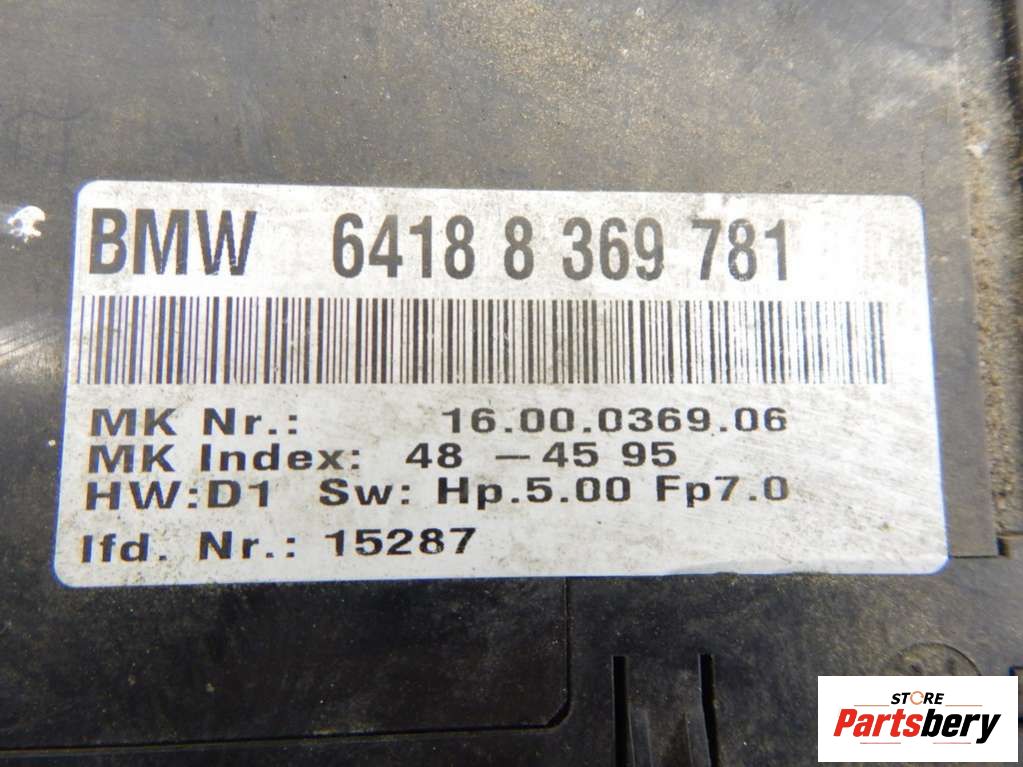 BMW 6418 8 369 781
MK Nr.: 16.00.0369.06
MK Index: 48 -45 95
HW:D1 Sw: Hp.5.00 Fp7.0
lfd. Nr.: 15287
STORE
Partsbery